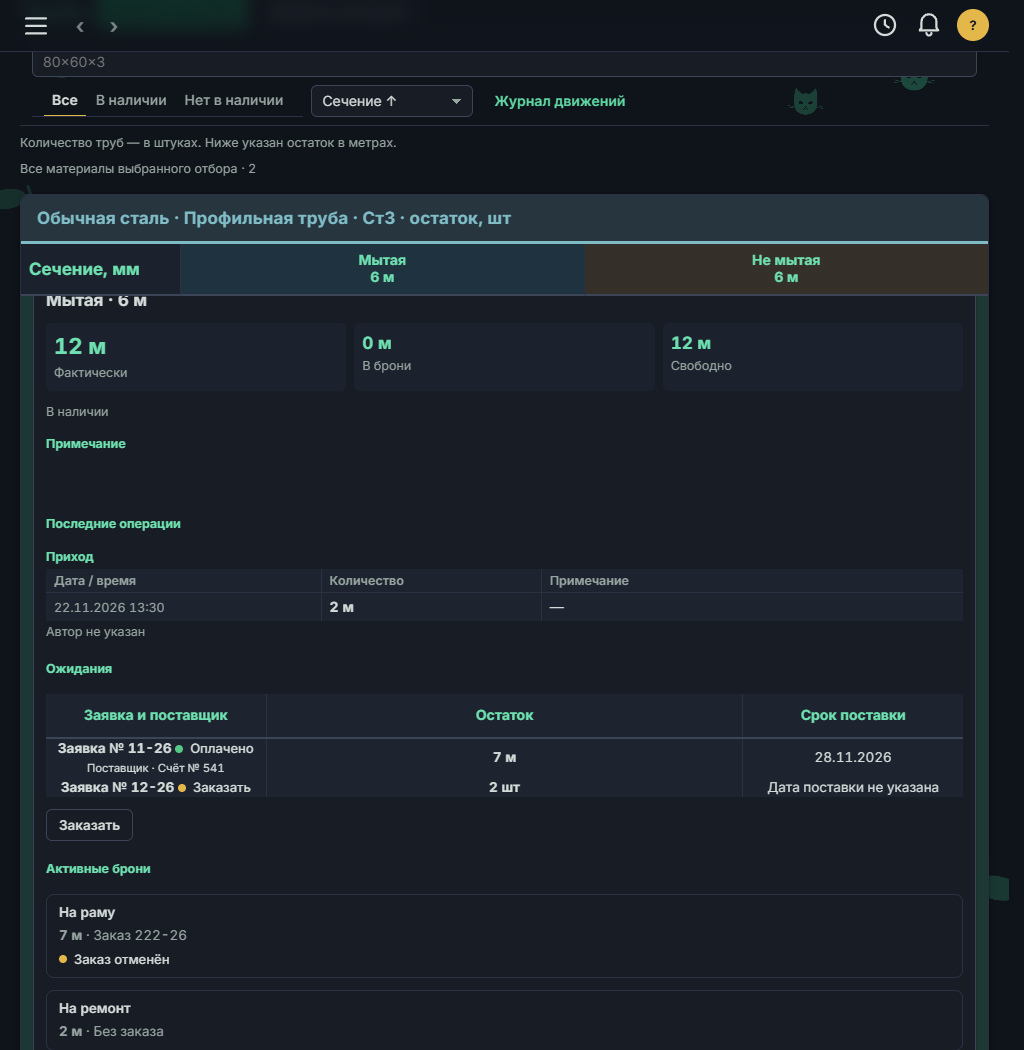 ?
80×60×3
Все В наличии Нет в наличии Сечение ↑ Журнал движений
Количество труб — в штуках. Ниже указан остаток в метрах.
Все материалы выбранного отбора · 2
Обычная сталь · Профильная труба · Ст3 · остаток, шт
Сечение, мм
Мытая
6 м
Не мытая
6 м
Мытая · 6 м
12 м
Фактически
0 м
В брони
12 м
Свободно
В наличии
Примечание
Последние операции
Приход
Дата / время Количество Примечание
22.11.2026 13:30 2 м —
Автор не указан
Ожидания
Заявка и поставщик Остаток Срок поставки
Заявка № 11-26 Оплачено
Поставщик · Счёт № 541
7 м 28.11.2026
Заявка № 12-26 Заказать 2 шт Дата поставки не указана
Заказать
Активные брони
На раму
7 м · Заказ 222-26
Заказ отменён
На ремонт
2 м · Без заказа